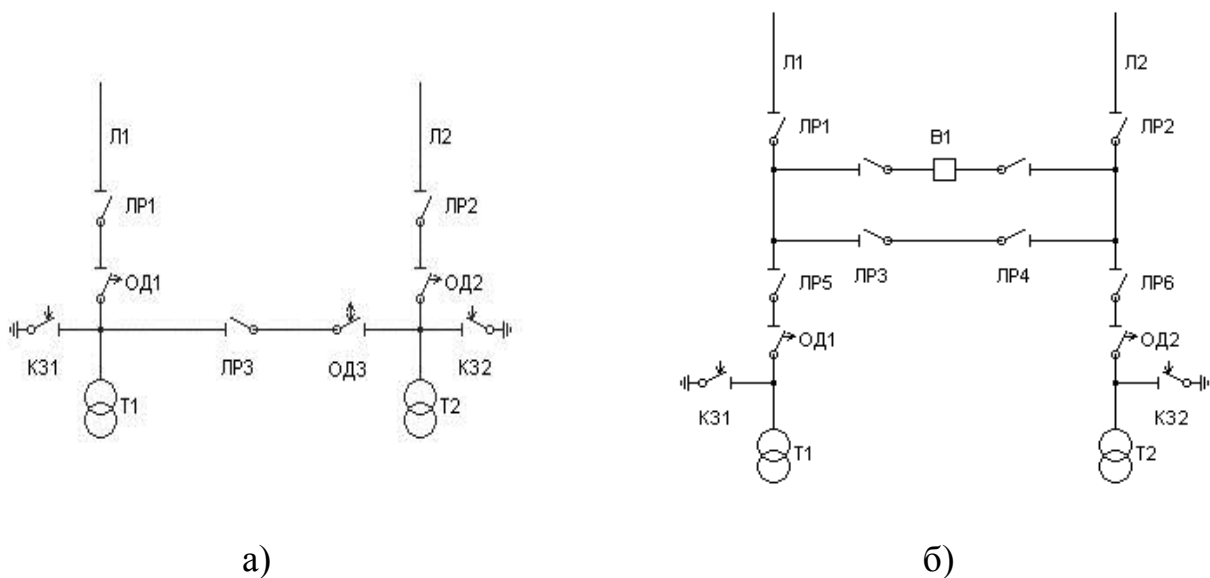 Л1
Л2
ЛР1
ЛР2
ОД1
ОД2
КЗ1
ЛР3
ОД3
КЗ2
Т1
Т2
а)
Л1
Л2
ЛР1
В1
ЛР2
ЛР3
ЛР4
ЛР5
ЛР6
ОД1
ОД2
КЗ1
КЗ2
Т1
Т2
б)